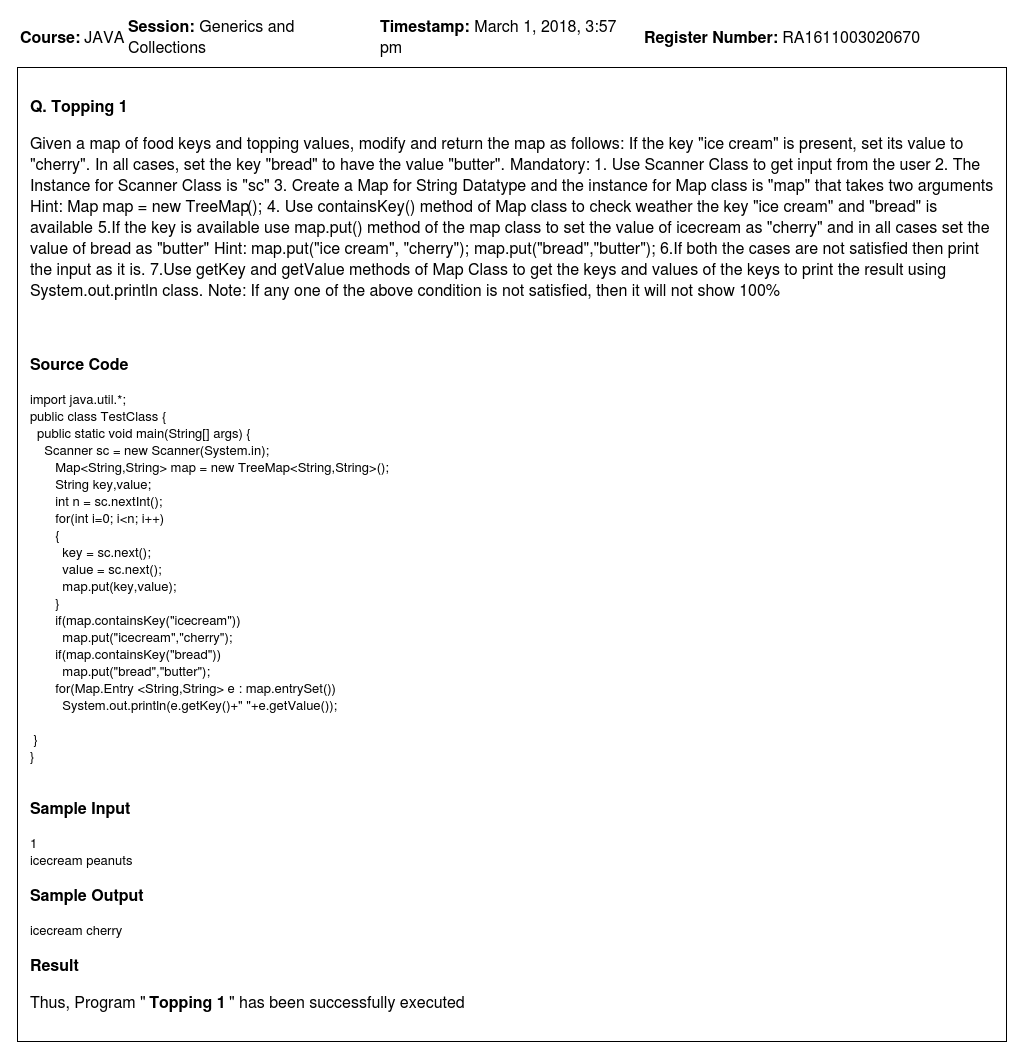 Course: JAVA Session: Generics and Collections Timestamp: March 1, 2018, 3:57 pm Register Number: RA1611003020670
Q. Topping 1
Given a map of food keys and topping values, modify and return the map as follows: If the key "ice cream" is present, set its value to
"cherry". In all cases, set the key "bread" to have the value "butter". Mandatory: 1. Use Scanner Class to get input from the user 2. The
Instance for Scanner Class is "sc" 3. Create a Map for String Datatype and the instance for Map class is "map" that takes two arguments
Hint: Map map = new TreeMap(); 4. Use containsKey() method of Map class to check weather the key "ice cream" and "bread" is
available 5.If the key is available use map.put() method of the map class to set the value of icecream as "cherry" and in all cases set the
value of bread as "butter" Hint: map.put("ice cream", "cherry"); map.put("bread","butter"); 6.If both the cases are not satisfied then print
the input as it is. 7.Use getKey and getValue methods of Map Class to get the keys and values of the keys to print the result using
System.out.println class. Note: If any one of the above condition is not satisfied, then it will not show 100%
Source Code
import java.util.*;
public class TestClass {
public static void main(String[] args) {
Scanner sc = new Scanner(System.in);
Map<String,String> map = new TreeMap<String,String>();
String key,value;
int n = sc.nextInt();
for(int i=0; i<n; i++)
{
key = sc.next();
value = sc.next();
map.put(key,value);
}
if(map.containsKey("icecream"))
map.put("icecream","cherry");
if(map.containsKey("bread"))
map.put("bread","butter");
for(Map.Entry <String,String> e : map.entrySet())
System.out.println(e.getKey()+" "+e.getValue());
}
}
Sample Input
1
icecream peanuts
Sample Output
icecream cherry
Result
Thus, Program " Topping 1 " has been successfully executed